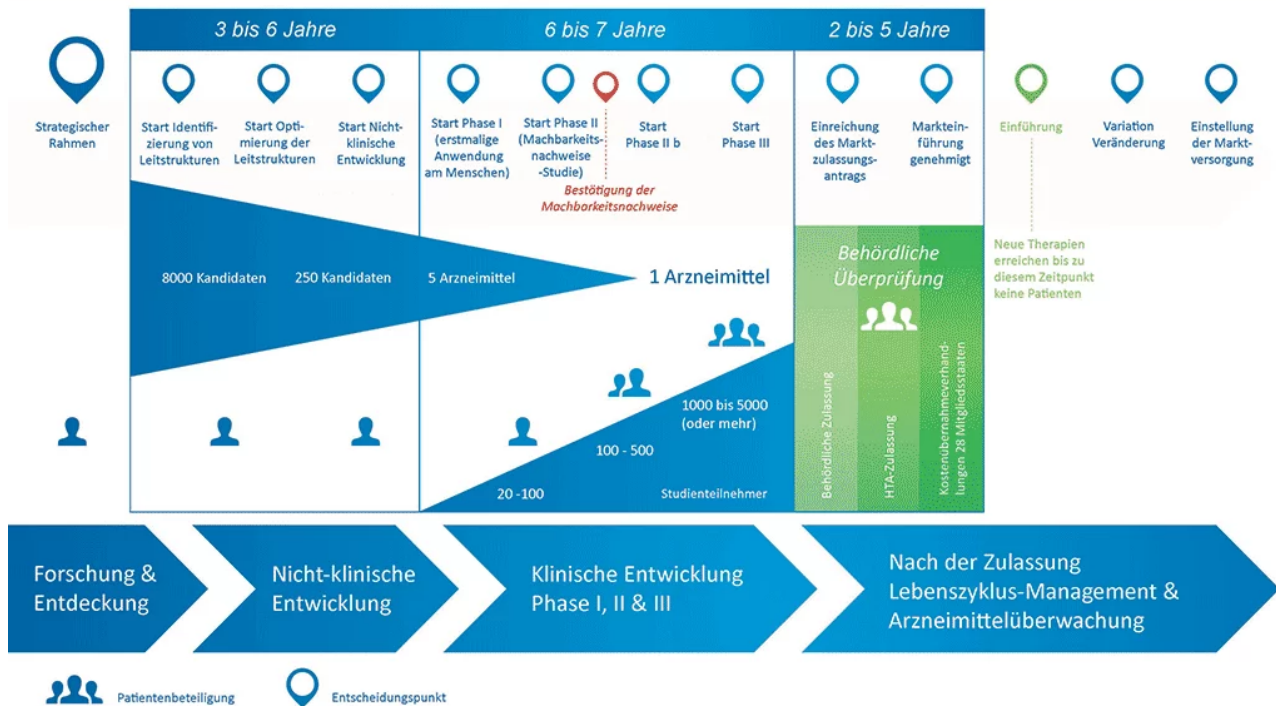 3 bis 6 Jahre
6 bis 7 Jahre
2 bis 5 Jahre
Strategischer
Rahmen
Start Identifi-
zierung von
Leitstrukturen
Start Opti-
mierung der
Leitstrukturen
Start Nicht-
klinische
Entwicklung
Start Phase I
(erstmalige
Anwendung
am Menschen)
Start Phase II
(Machbarkeits-
nachweise
-Studie)
Bestätigung der
Machbarkeitsnachweise
Start
Phase II b
Start
Phase III
Einreichung
des Markt-
zulassungs-
antrags
Marktein-
führung
genehmigt
Einführung
Variation
Veränderung
Einstellung
der Markt-
versorgung
8000 Kandidaten
250 Kandidaten
5 Arzneimittel
1 Arzneimittel
Behördliche
Überprüfung
Neue Therapien
erreichen bis zu
diesem Zeitpunkt
keine Patienten
20 -100
100 - 500
1000 bis 5000
(oder mehr)
Studienteilnehmer
Behördliche Zulassung
HTA-Zulassung
Kostenübernahmeverhand-
lungen 28 Mitgliedsstaaten
Forschung &
Entdeckung
Nicht-klinische
Entwicklung
Klinische Entwicklung
Phase I, II & III
Nach der Zulassung
Lebenszyklus-Management &
Arzneimittelüberwachung
Patientenbeteiligung
Entscheidungspunkt